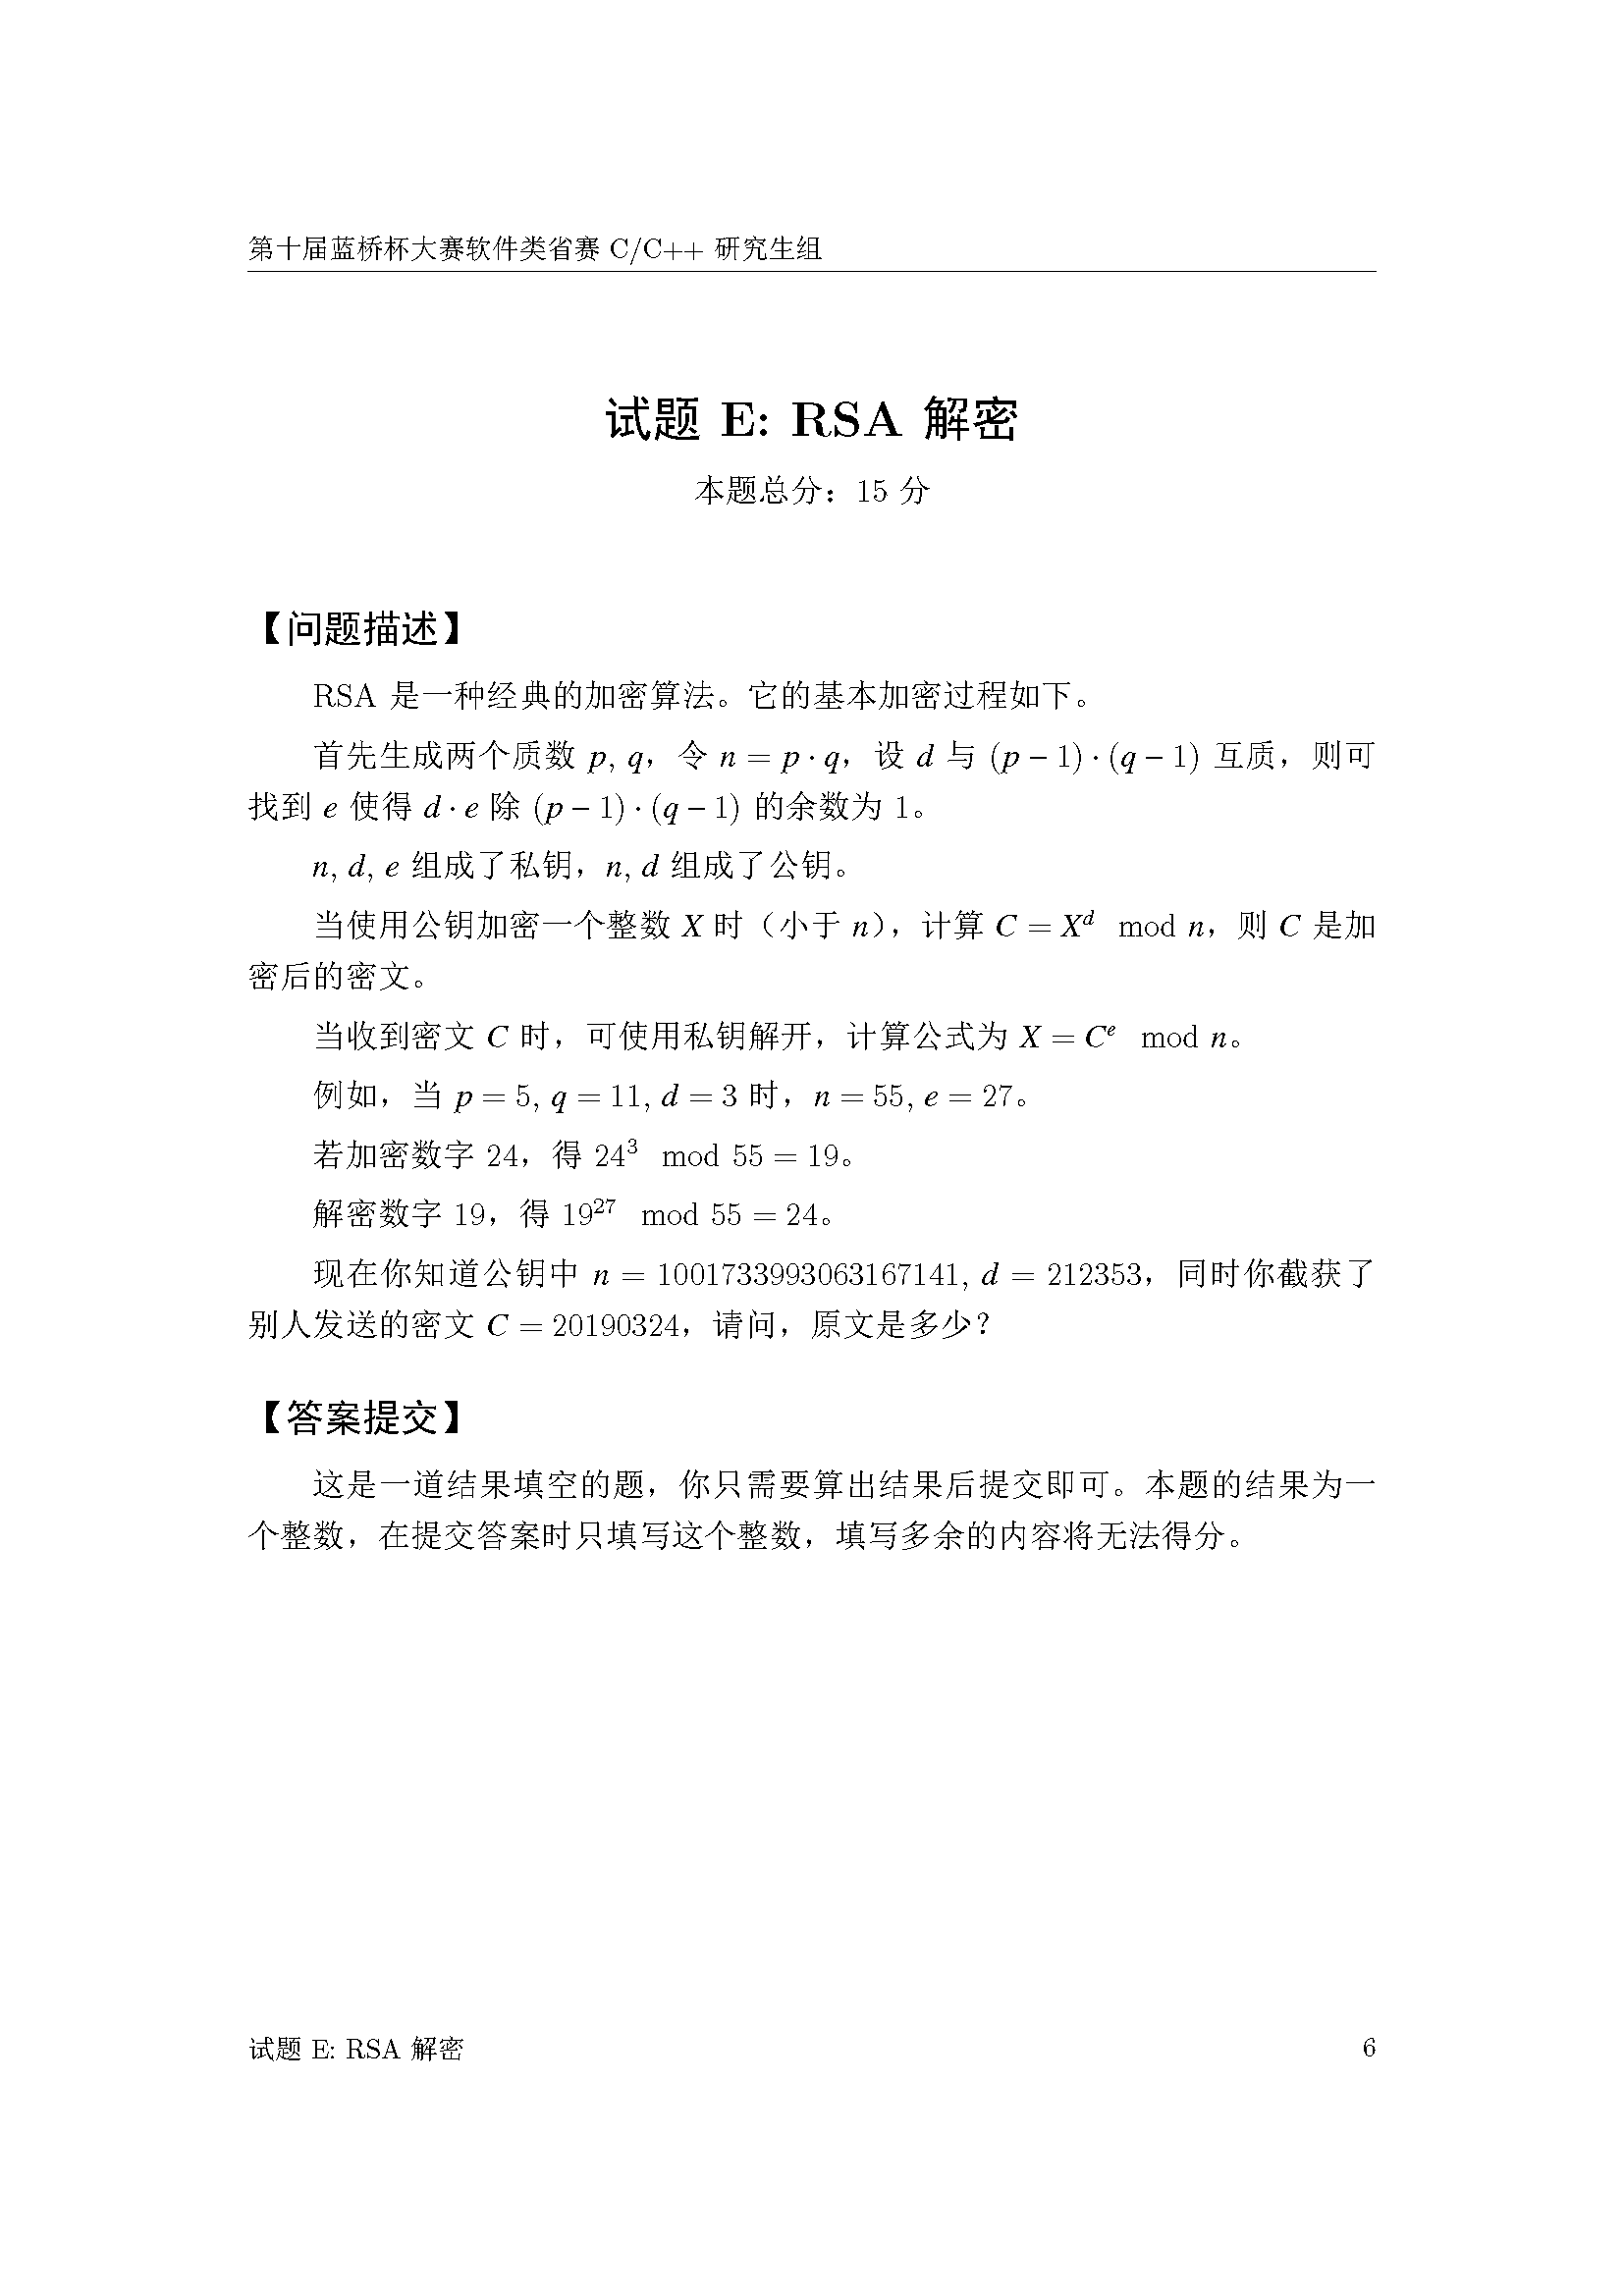 第十届蓝桥杯大赛软件类省赛 C/C++ 研究生组
试题 E: RSA 解密
本题总分：15 分
【问题描述】
RSA 是一种经典的加密算法。它的基本加密过程如下。
首先生成两个质数 p, q，令 n = p · q，设 d 与 (p − 1) · (q − 1) 互质，则可
找到 e 使得 d · e 除 (p − 1) · (q − 1) 的余数为 1。
n, d, e 组成了私钥，n, d 组成了公钥。
当使用公钥加密一个整数 X 时（小于 n），计算 C = X^d mod n，则 C 是加
密后的密文。
当收到密文 C 时，可使用私钥解开，计算公式为 X = C^e mod n。
例如，当 p = 5, q = 11, d = 3 时，n = 55, e = 27。
若加密数字 24，得 24^3 mod 55 = 19。
解密数字 19，得 19^27 mod 55 = 24。
现在你知道公钥中 n = 1001733993063167141, d = 212353，同时你截获了
别人发送的密文 C = 20190324，请问，原文是多少？
【答案提交】
这是一道结果填空的题，你只需要算出结果后提交即可。本题的结果为一
个整数，在提交答案时只填写这个整数，填写多余的内容将无法得分。
试题 E: RSA 解密 6